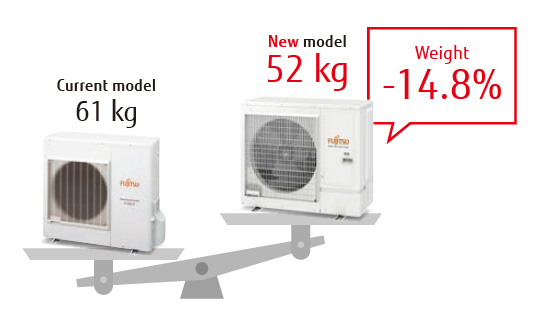 Current model
61 kg
New model
52 kg
Weight
-14.8%
FUJITSU
FUJITSU